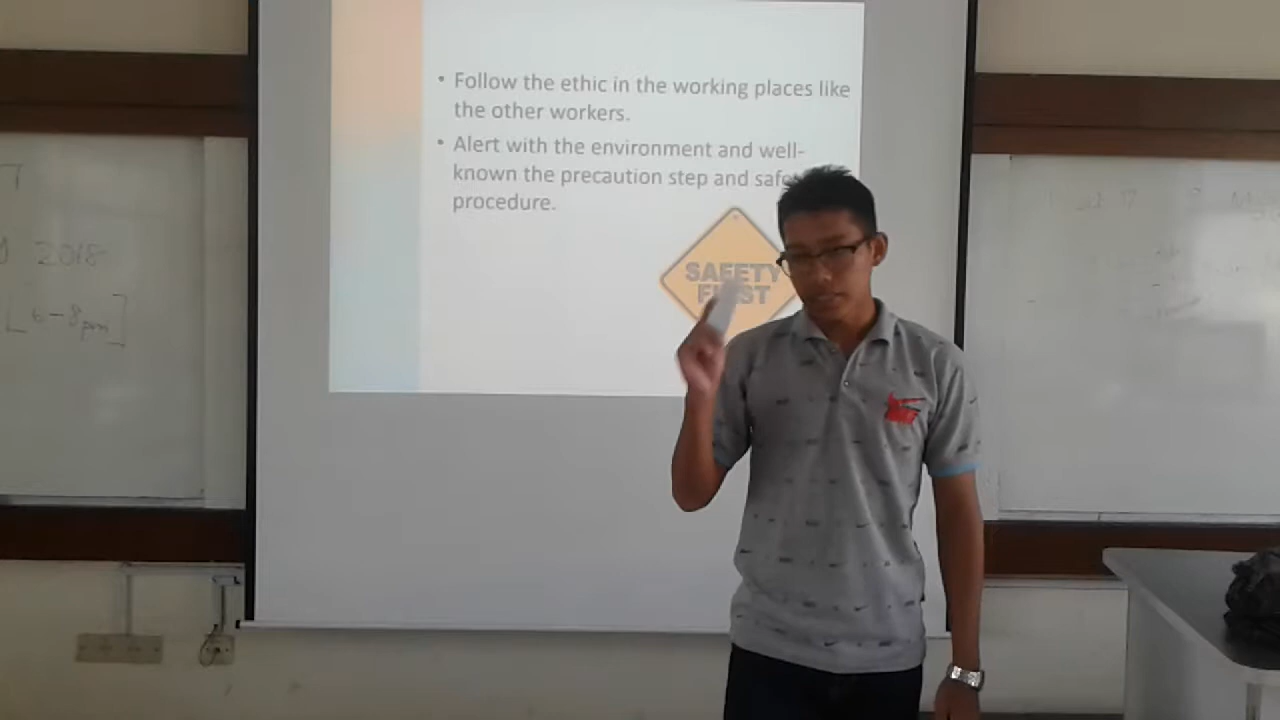 • Follow the ethic in the working places like
the other workers.
• Alert with the environment and well-
known the precaution step and
procedure.
SAFETY
FIRST
2018
[6-8pm]